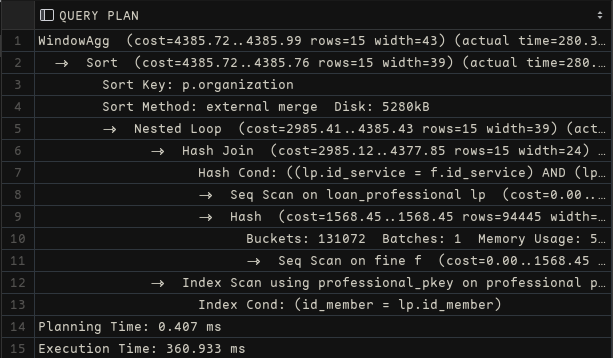 QUERY PLAN
1 WindowAgg (cost=4385.72..4385.99 rows=15 width=43) (actual time=280.3…
2 -> Sort (cost=4385.72..4385.76 rows=15 width=39) (actual time=280.…
3 Sort Key: p.organization
4 Sort Method: external merge Disk: 5280kB
5 -> Nested Loop (cost=2985.41..4385.43 rows=15 width=39) (act…
6 -> Hash Join (cost=2985.12..4377.85 rows=15 width=24) …
7 Hash Cond: ((lp.id_service = f.id_service) AND (lp…
8 -> Seq Scan on loan_professional lp (cost=0.00..…
9 -> Hash (cost=1568.45..1568.45 rows=94445 width=…
10 Buckets: 131072 Batches: 1 Memory Usage: 5…
11 -> Seq Scan on fine f (cost=0.00..1568.45 …
12 -> Index Scan using professional_pkey on professional p…
13 Index Cond: (id_member = lp.id_member)
14 Planning Time: 0.407 ms
15 Execution Time: 360.933 ms